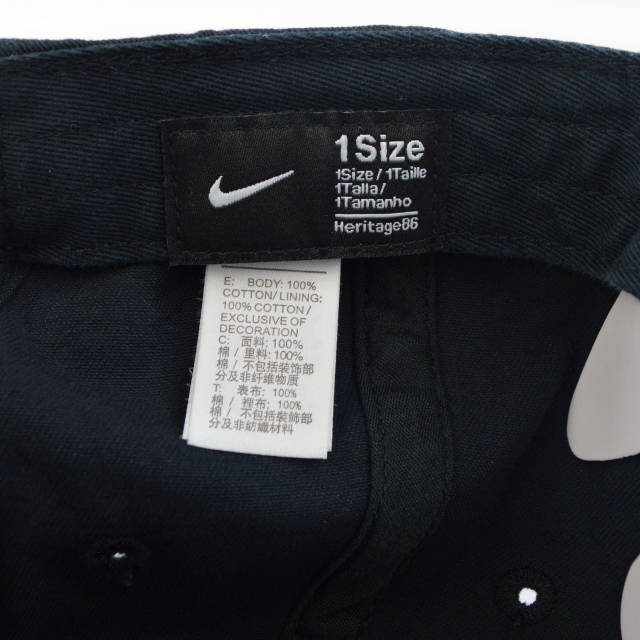 1Size
1Size/1Taille
1Talla/
1Tamanho
Heritage86
E: BODY: 100%
COTTON/LINING:
100% COTTON/
EXCLUSIVE OF
DECORATION
C: 面料: 100%
棉 / 里料: 100%
棉 / 不包括装饰部
分及非纤维物质
T: 表布: 100%
棉 / 裡布: 100%
棉 / 不包含裝飾部
分及非紡織材料